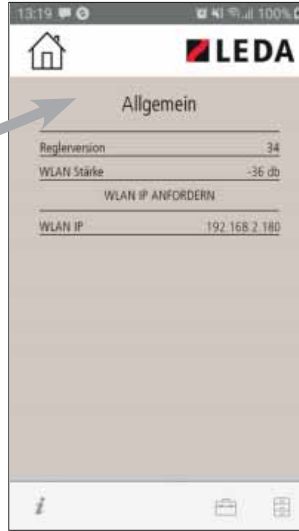 13:19 100%
LEDA
Allgemein
Reglerversion 34
WLAN Stärke -36 db
WLAN IP ANFORDERN
WLAN IP 192.168.2.180
i